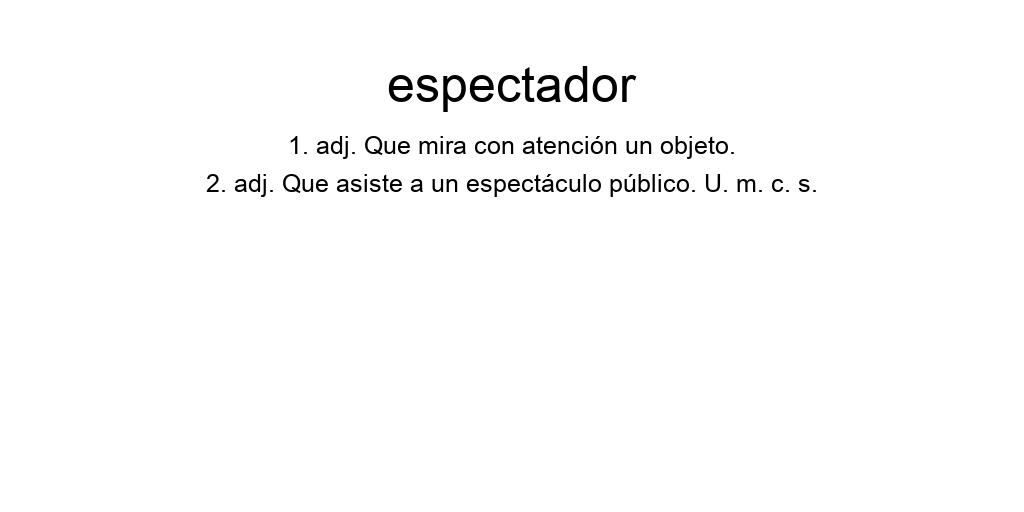 espectador
1. adj. Que mira con atención un objeto.
2. adj. Que asiste a un espectáculo público. U. m. c. s.